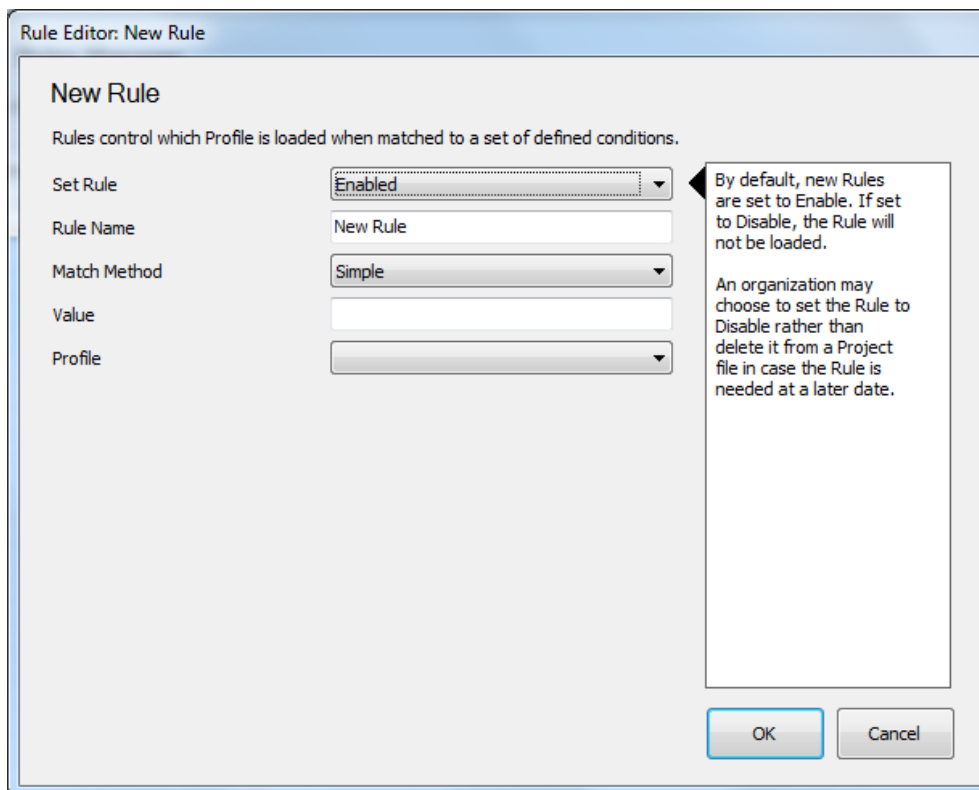 Rule Editor: New Rule
New Rule
Rules control which Profile is loaded when matched to a set of defined conditions.
Set Rule
Enabled
Rule Name
New Rule
Match Method
Simple
Value
Profile
By default, new Rules
are set to Enable. If set
to Disable, the Rule will
not be loaded.
An organization may
choose to set the Rule to
Disable rather than
delete it from a Project
file in case the Rule is
needed at a later date.
OK
Cancel